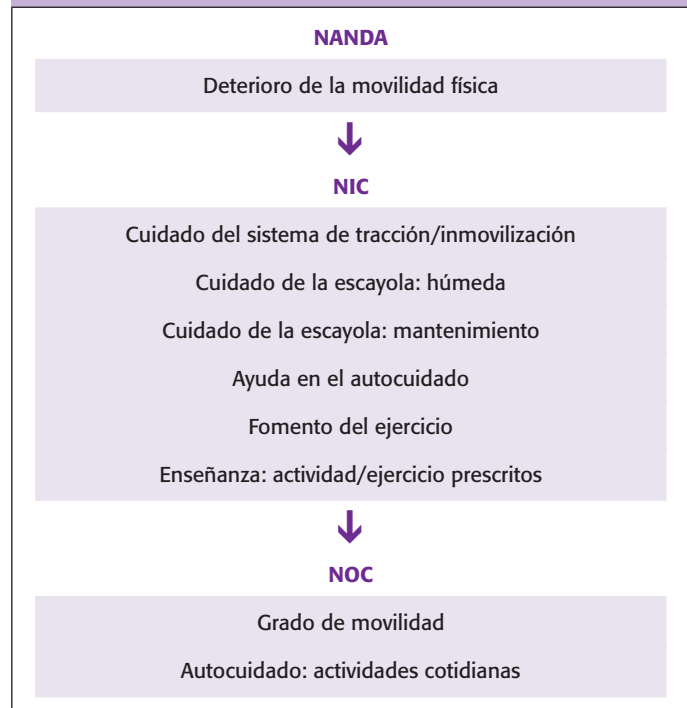 NANDA
Deterioro de la movilidad física
NIC
Cuidado del sistema de tracción/inmovilización
Cuidado de la escayola: húmeda
Cuidado de la escayola: mantenimiento
Ayuda en el autocuidado
Fomento del ejercicio
Enseñanza: actividad/ejercicio prescritos
NOC
Grado de movilidad
Autocuidado: actividades cotidianas